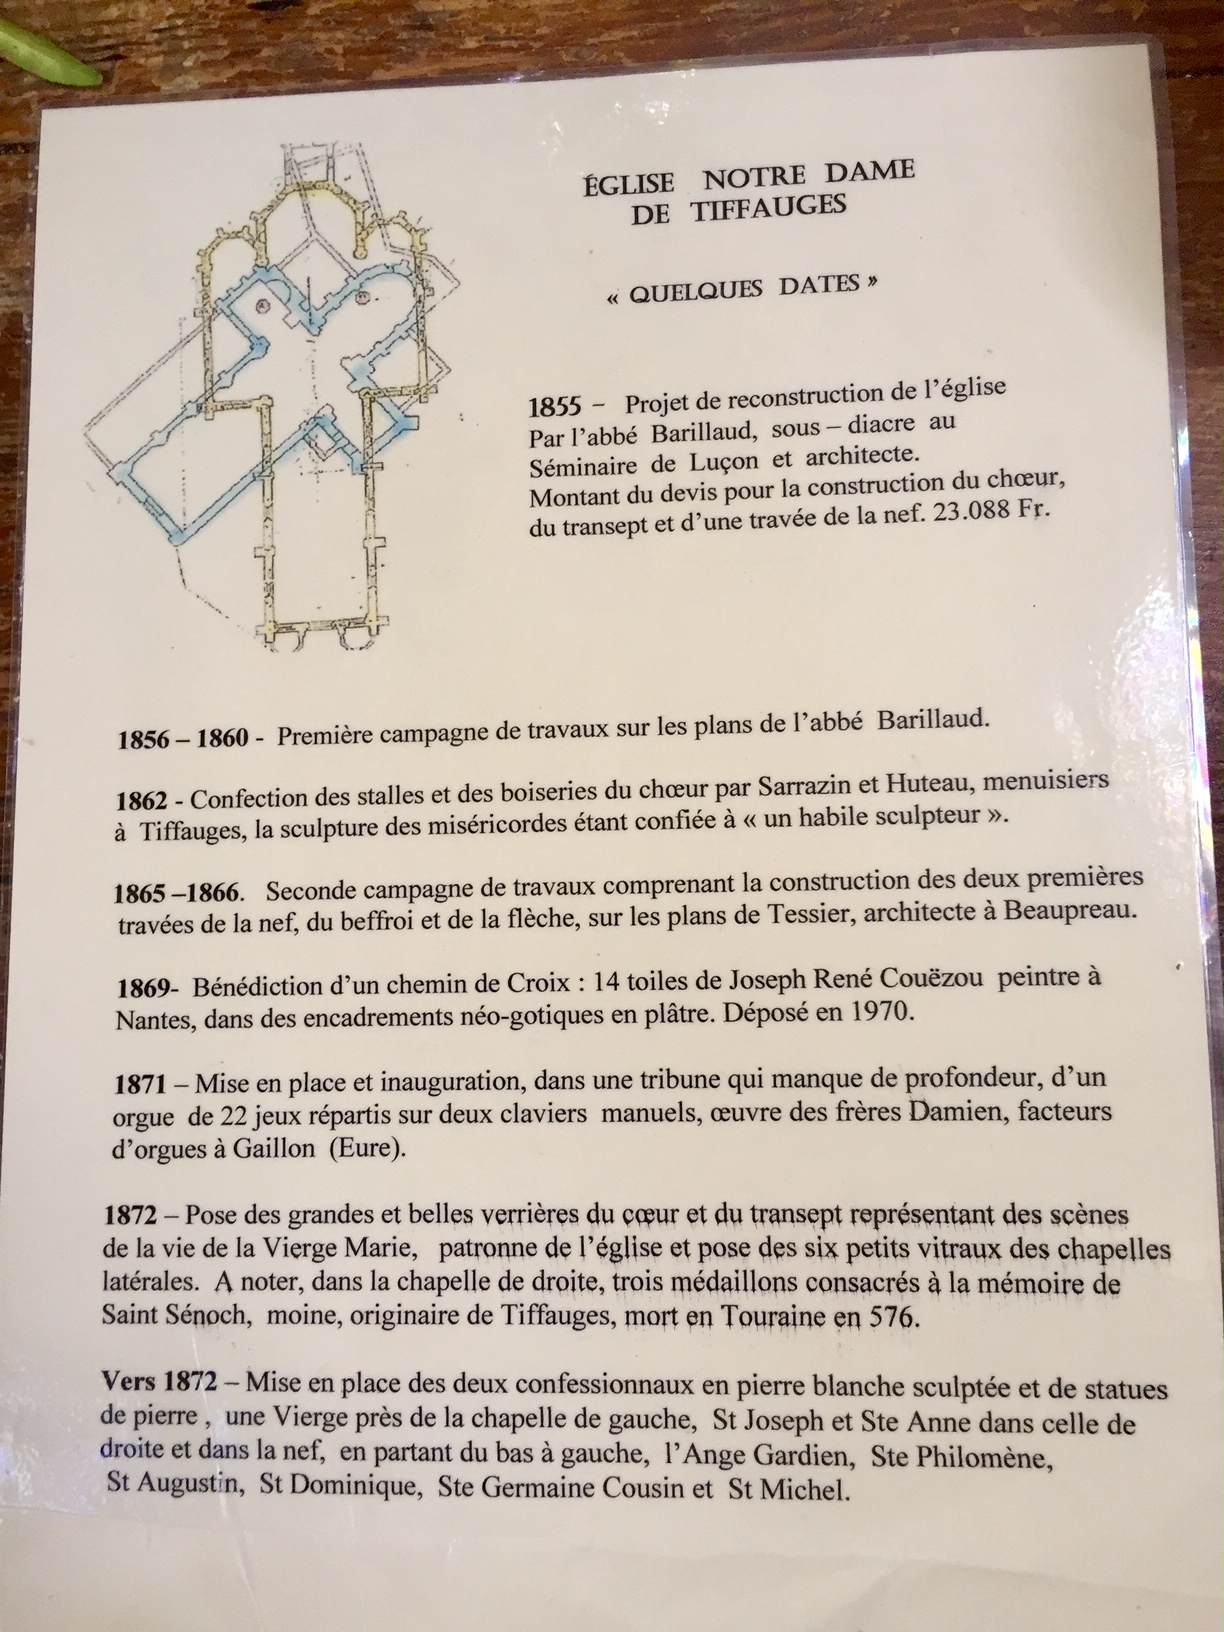 ÉGLISE NOTRE DAME
DE TIFFAUGES
« QUELQUES DATES »
1855 – Projet de reconstruction de l'église
Par l'abbé Barillaud, sous – diacre au
Séminaire de Luçon et architecte.
Montant du devis pour la construction du chœur,
du transept et d'une travée de la nef. 23.088 Fr.
1856 – 1860 - Première campagne de travaux sur les plans de l'abbé Barillaud.
1862 - Confection des stalles et des boiseries du chœur par Sarrazin et Huteau, menuisiers
à Tiffauges, la sculpture des miséricordes étant confiée à « un habile sculpteur ».
1865 –1866. Seconde campagne de travaux comprenant la construction des deux premières
travées de la nef, du beffroi et de la flèche, sur les plans de Tessier, architecte à Beaupreau.
1869- Bénédiction d'un chemin de Croix : 14 toiles de Joseph René Couëzou peintre à
Nantes, dans des encadrements néo-gotiques en plâtre. Déposé en 1970.
1871 – Mise en place et inauguration, dans une tribune qui manque de profondeur, d'un
orgue de 22 jeux répartis sur deux claviers manuels, œuvre des frères Damien, facteurs
d'orgues à Gaillon (Eure).
1872 – Pose des grandes et belles verrières du cœur et du transept représentant des scènes
de la vie de la Vierge Marie, patronne de l'église et pose des six petits vitraux des chapelles
latérales. A noter, dans la chapelle de droite, trois médaillons consacrés à la mémoire de
Saint Sénoch, moine, originaire de Tiffauges, mort en Touraine en 576.
Vers 1872 – Mise en place des deux confessionnaux en pierre blanche sculptée et de statues
de pierre , une Vierge près de la chapelle de gauche, St Joseph et Ste Anne dans celle de
droite et dans la nef, en partant du bas à gauche, l'Ange Gardien, Ste Philomène,
St Augustin, St Dominique, Ste Germaine Cousin et St Michel.